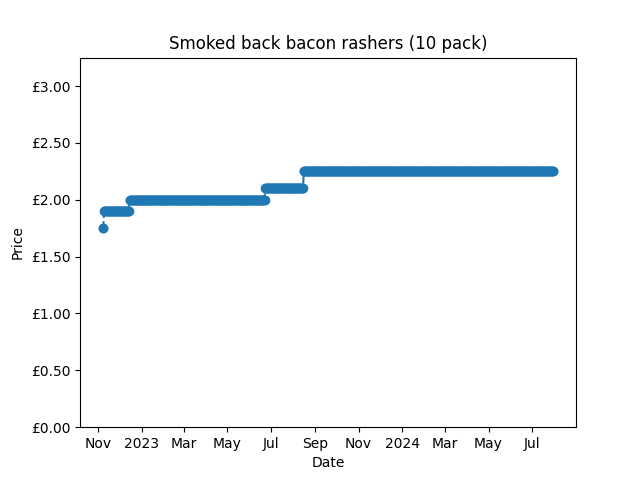 Smoked back bacon rashers (10 pack)
£3.00
£2.50
£2.00
£1.50
£1.00
£0.50
£0.00
Price
Nov 2023 Mar May Jul Sep Nov 2024 Mar May Jul
Date